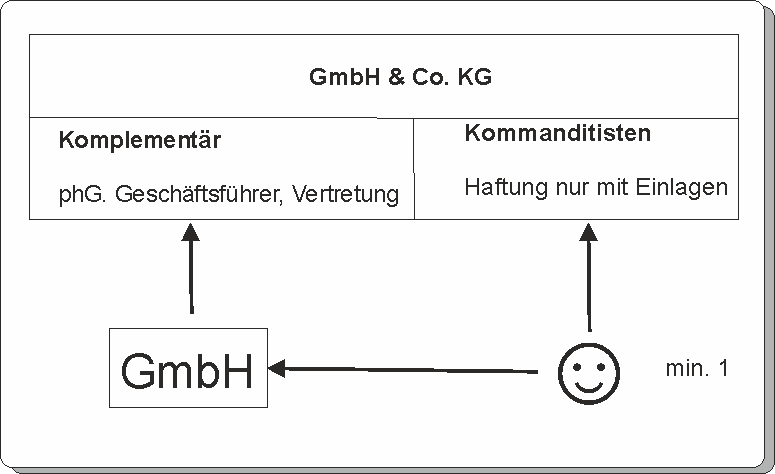 GmbH & Co. KG
Komplementär
phG. Geschäftsführer, Vertretung
Kommanditisten
Haftung nur mit Einlagen
GmbH
min. 1